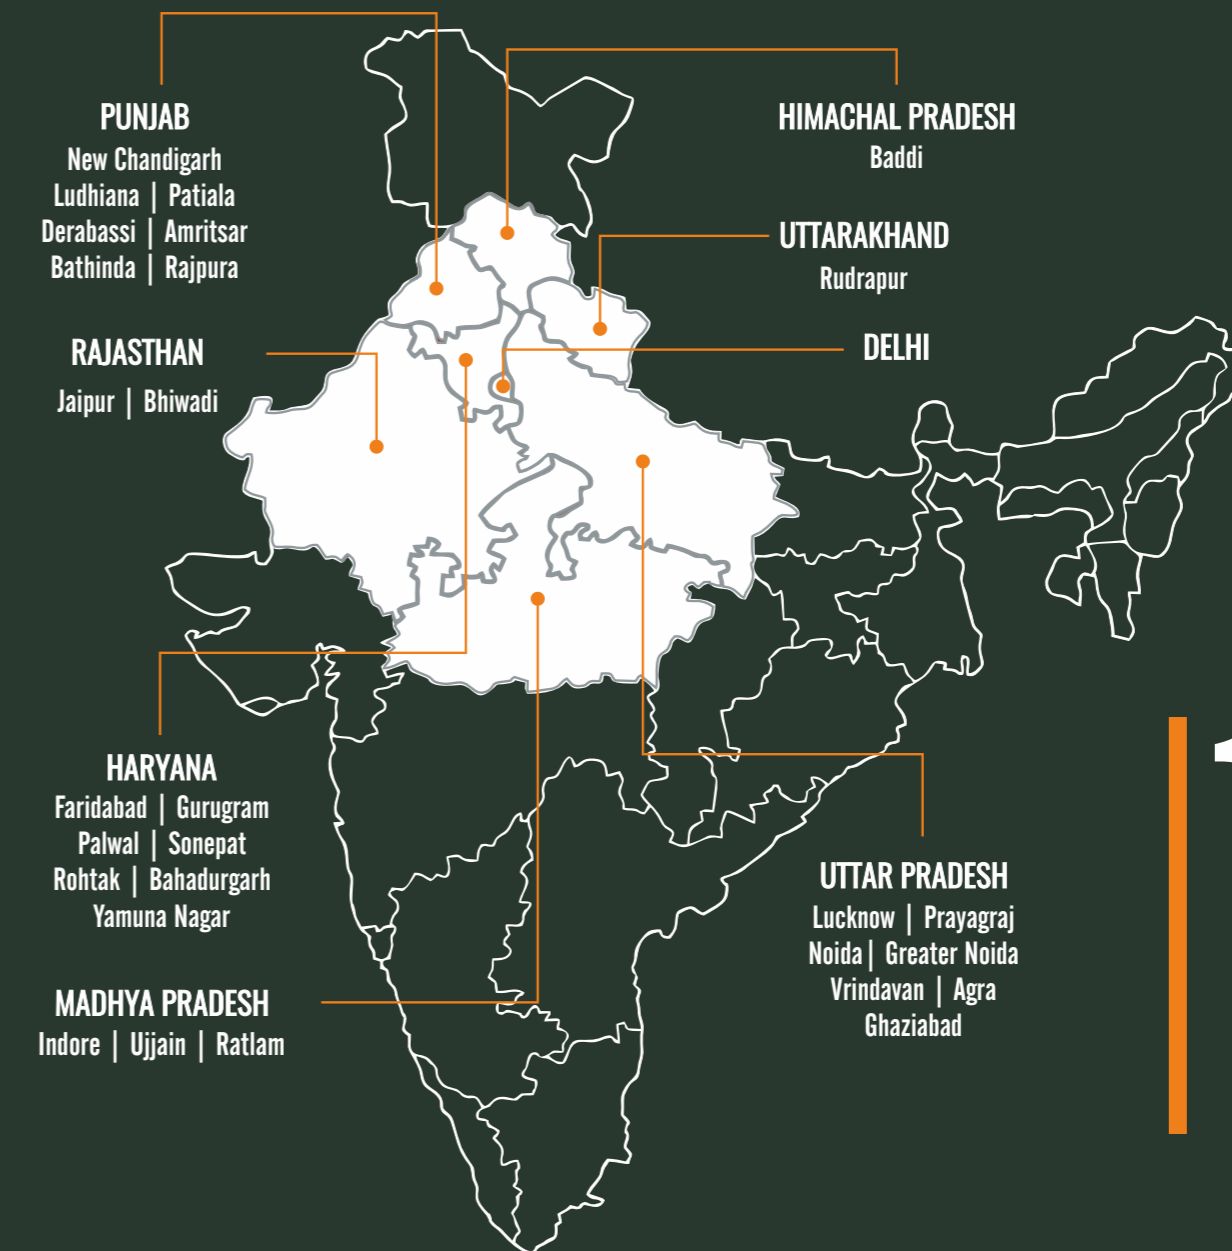 PUNJAB
New Chandigarh
Ludhiana | Patiala
Derabassi | Amritsar
Bathinda | Rajpura
HIMACHAL PRADESH
Baddi
UTTARAKHAND
Rudrapur
RAJASTHAN
Jaipur | Bhiwadi
DELHI
HARYANA
Faridabad | Gurugram
Palwal | Sonepat
Rohtak | Bahadurgarh
Yamuna Nagar
MADHYA PRADESH
Indore | Ujjain | Ratlam
UTTAR PRADESH
Lucknow | Prayagraj
Noida| Greater Noida
Vrindavan | Agra
Ghaziabad